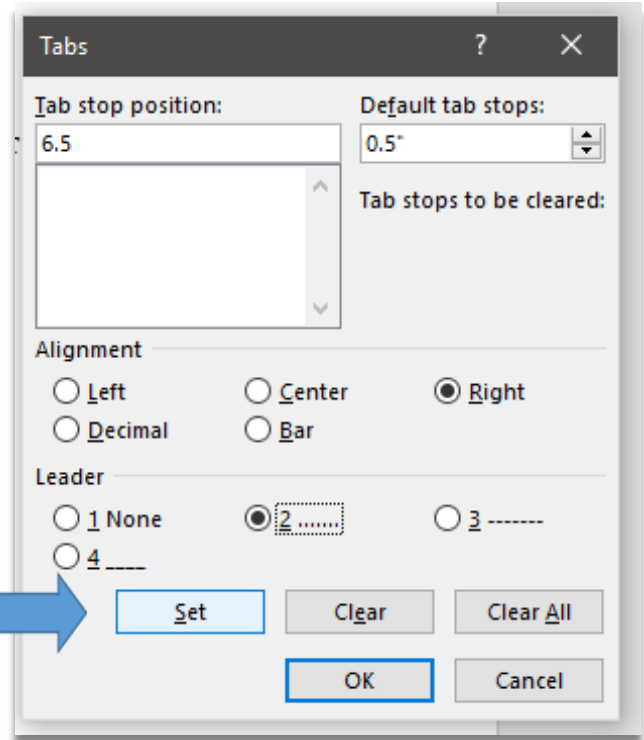 Tabs ? ×
Tab stop position: Default tab stops:
6.5 0.5"
Tab stops to be cleared:
Alignment
Left Center Right
Decimal Bar
Leader
1 None 2 ....... 3 -------
4 ____
Set Clear Clear All
OK Cancel